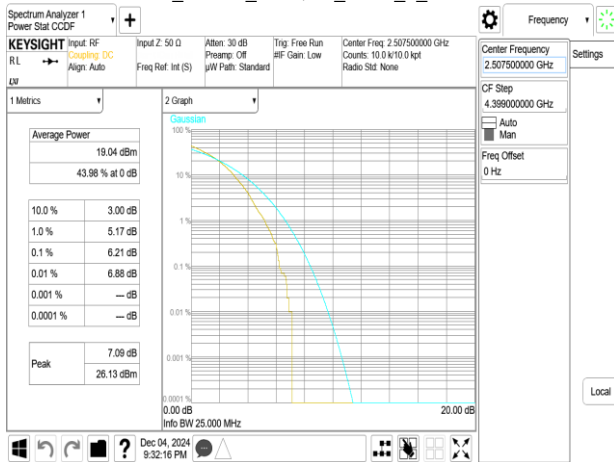 Spectrum Analyzer 1
Power Stat CCDF
Frequency
KEYSIGHT
RL
Input: RF
Coupling: DC
Align: Auto
Input Z: 50 Ω
Freq Ref: Int (S)
Atten: 30 dB
Preamp: Off
µW Path: Standard
Trig: Free Run
#IF Gain: Low
Center Freq: 2.507500000 GHz
Counts: 10.0 k/10.0 kpt
Radio Std: None
Center Frequency
2.507500000 GHz
Settings
CF Step
4.399000000 GHz
Auto
Man
Freq Offset
0 Hz
Local
1 Metrics
Average Power
19.04 dBm
43.98 % at 0 dB
10.0 % 3.00 dB
1.0 % 5.17 dB
0.1 % 6.21 dB
0.01 % 6.88 dB
0.001 % --- dB
0.0001 % --- dB
Peak 7.09 dB
26.13 dBm
2 Graph
Gaussian
100 %
10 %
1 %
0.1 %
0.01 %
0.001 %
0.0001 %
0.00 dB 20.00 dB
Info BW 25.000 MHz
Dec 04, 2024
9:32:16 PM